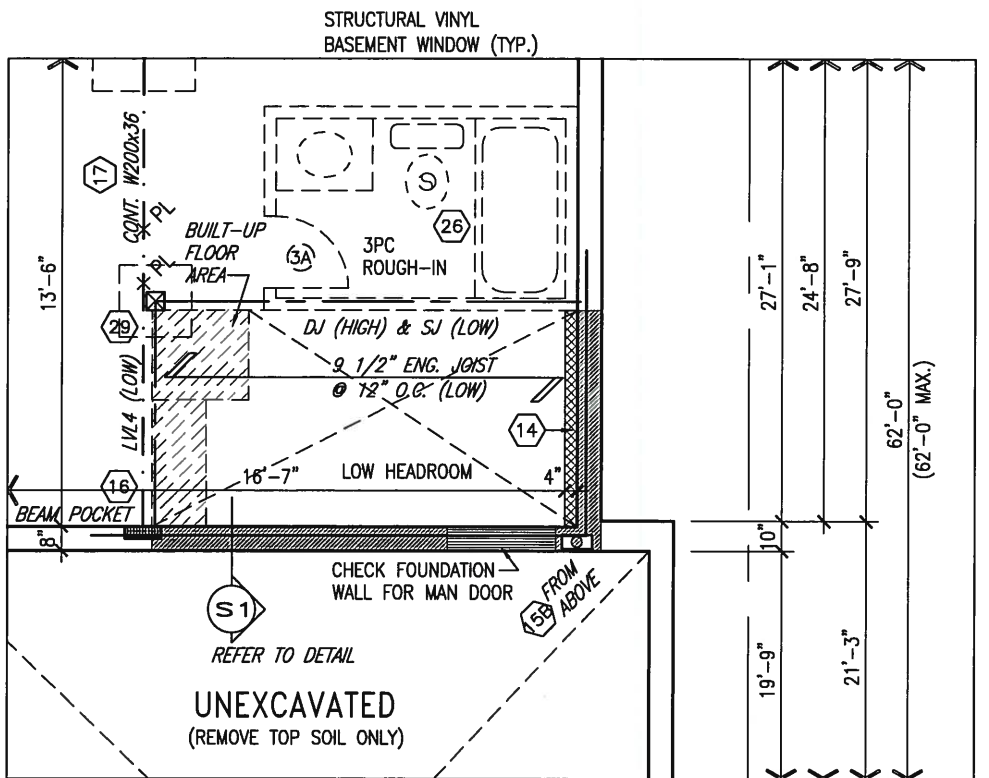 STRUCTURAL VINYL
BASEMENT WINDOW (TYP.)
CONT. W200x36
17
PL
PL
BUILT-UP
FLOOR
AREA
3A
3PC
ROUGH-IN
26
S
13'-6"
27'-1"
24'-8"
27'-9"
62'-0"
(62'-0" MAX.)
29
DJ (HIGH) & SJ (LOW)
9 1/2" ENG. JOIST
@ 12" O.C. (LOW)
LVL4 (LOW)
14
16
16'-7"
LOW HEADROOM
4"
BEAM POCKET
8"
10"
CHECK FOUNDATION
WALL FOR MAN DOOR
15B
FROM
ABOVE
S1
REFER TO DETAIL
19'-9"
21'-3"
UNEXCAVATED
(REMOVE TOP SOIL ONLY)